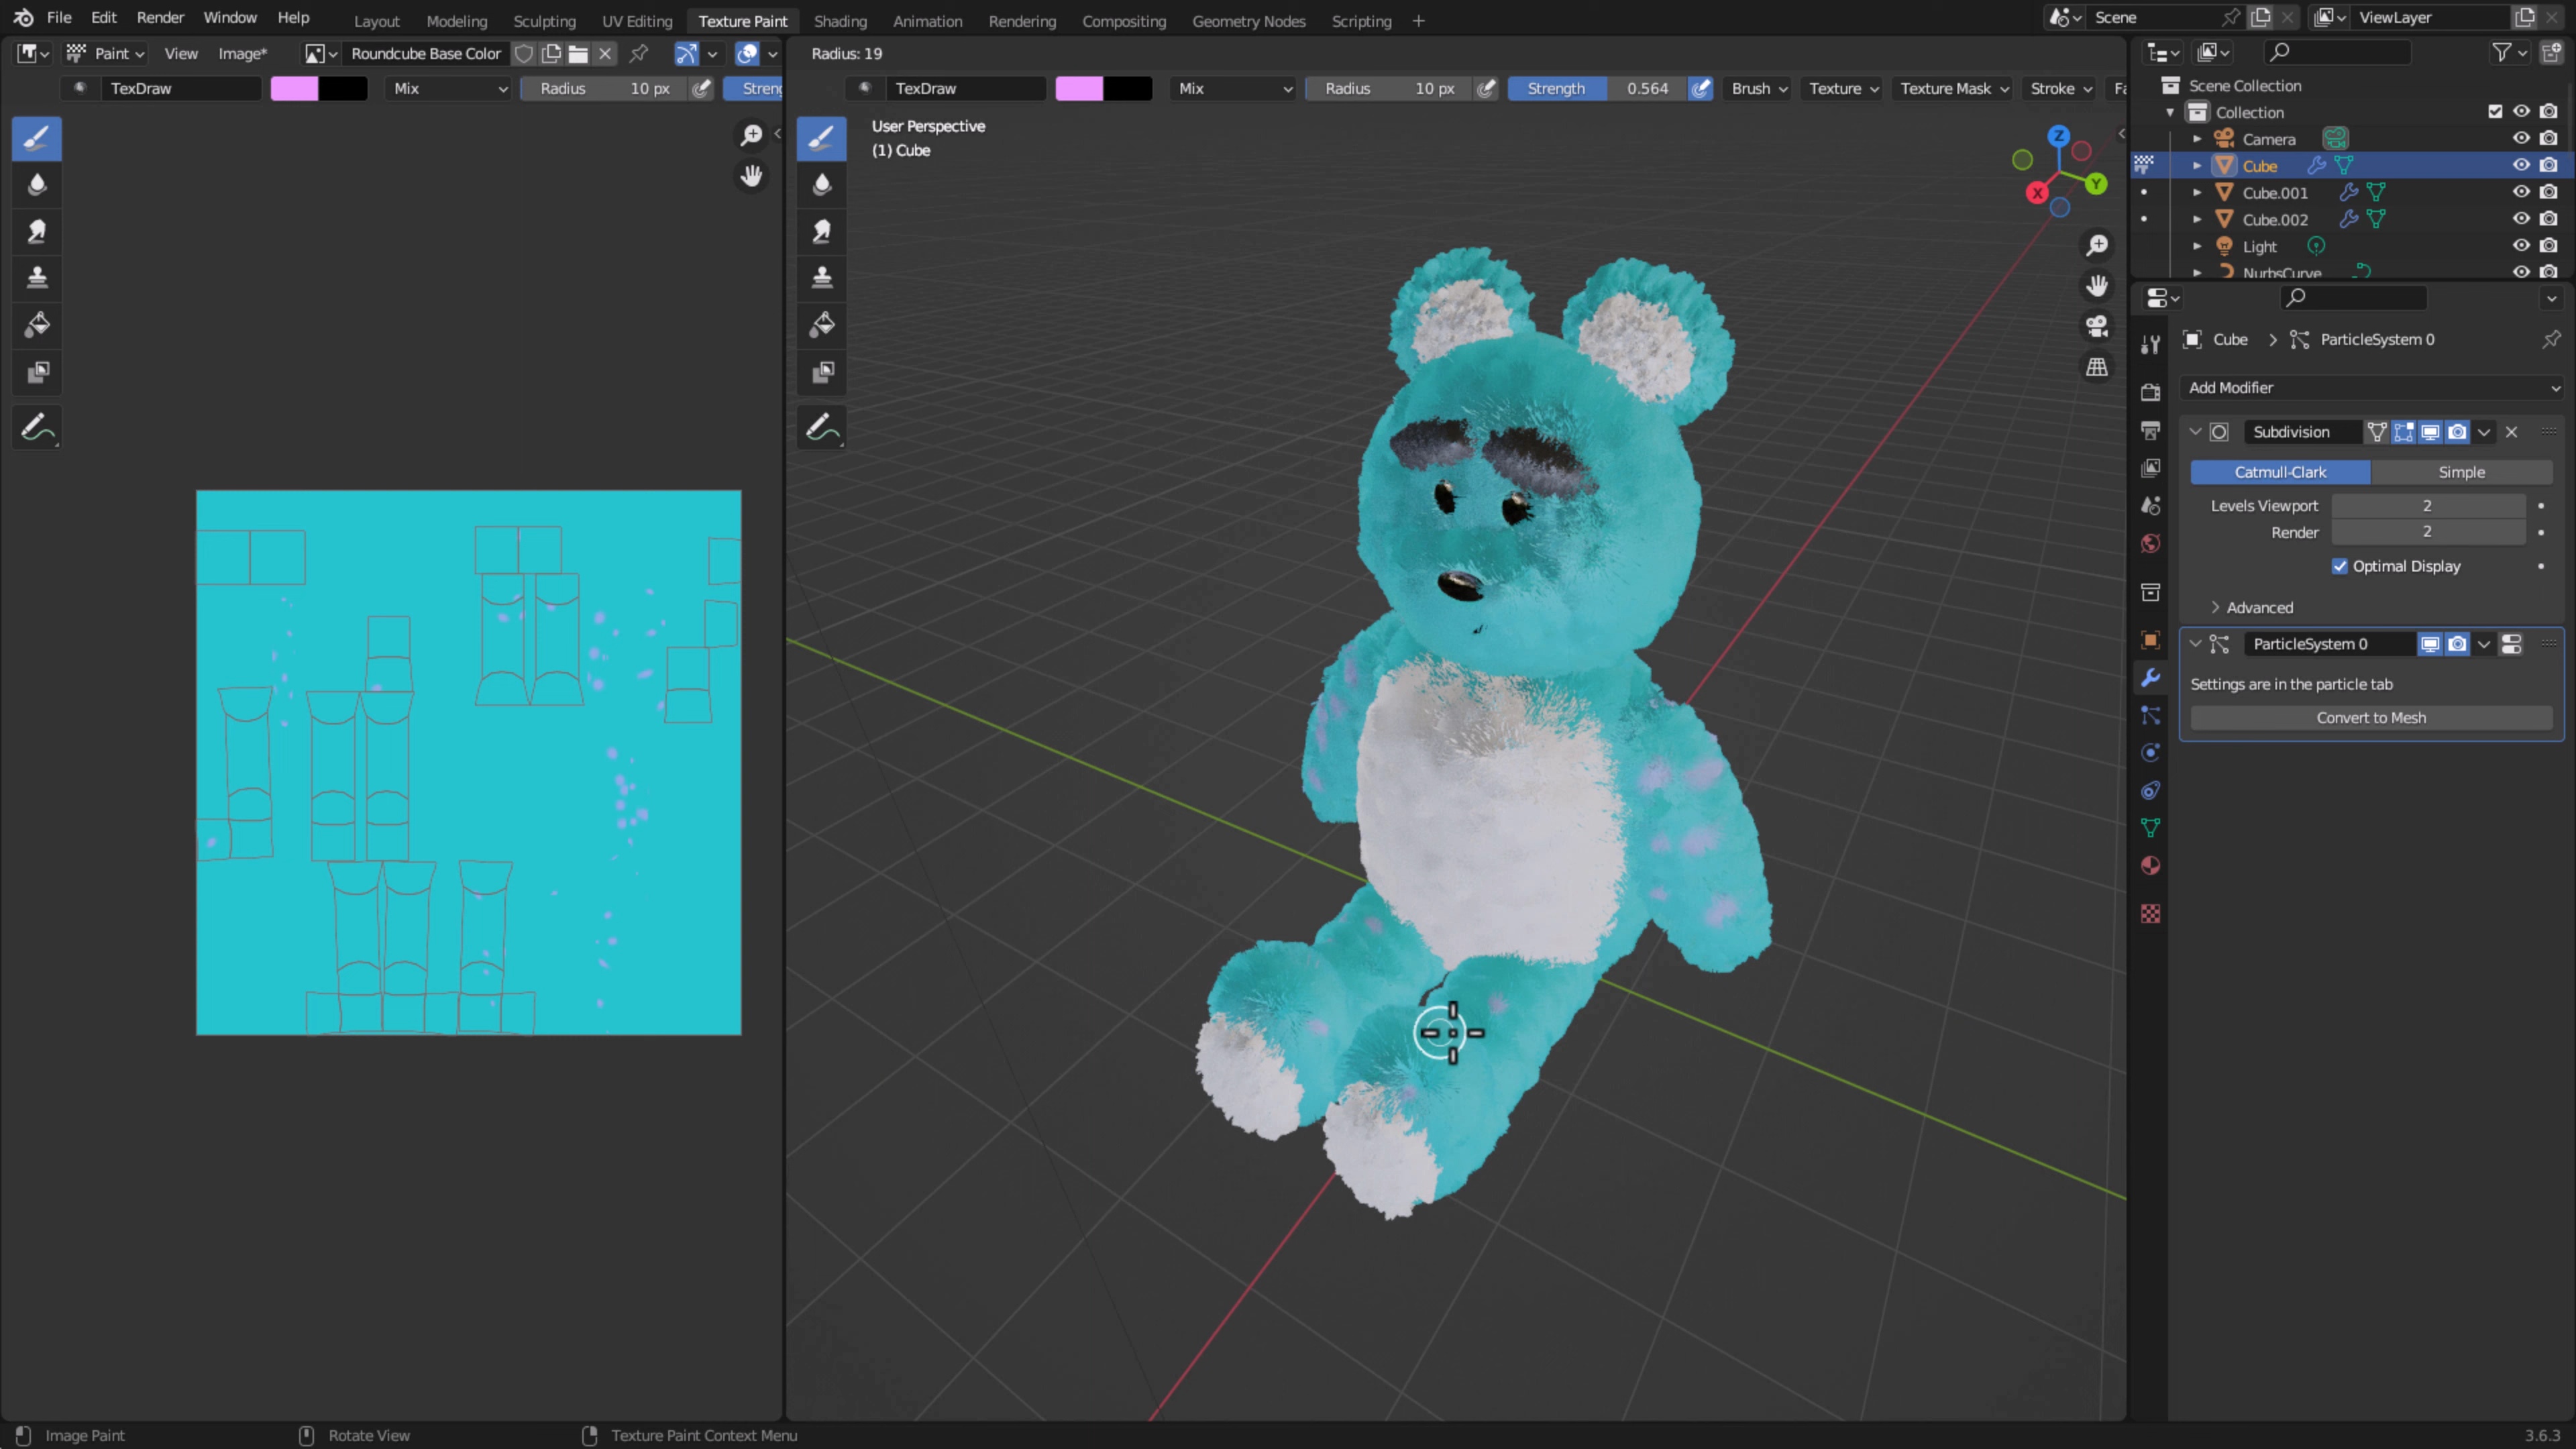 File Edit Render Window Help Layout Modeling Sculpting UV Editing Texture Paint Shading Animation Rendering Compositing Geometry Nodes Scripting + Scene ViewLayer
Paint View Image* Roundcube Base Color Radius: 19
TexDraw Mix Radius 10 px TexDraw Mix Radius 10 px Strength 0.564 Brush Texture Texture Mask Stroke
User Perspective
(1) Cube
Z
Y
X
Scene Collection
Collection
Camera
Cube
Cube.001
Cube.002
Light
NurbsCurve
Cube > ParticleSystem 0
Add Modifier
Subdivision
Catmull-Clark Simple
Levels Viewport 2
Render 2
Optimal Display
Advanced
ParticleSystem 0
Settings are in the particle tab
Convert to Mesh
Image Paint Rotate View Texture Paint Context Menu 3.6.3